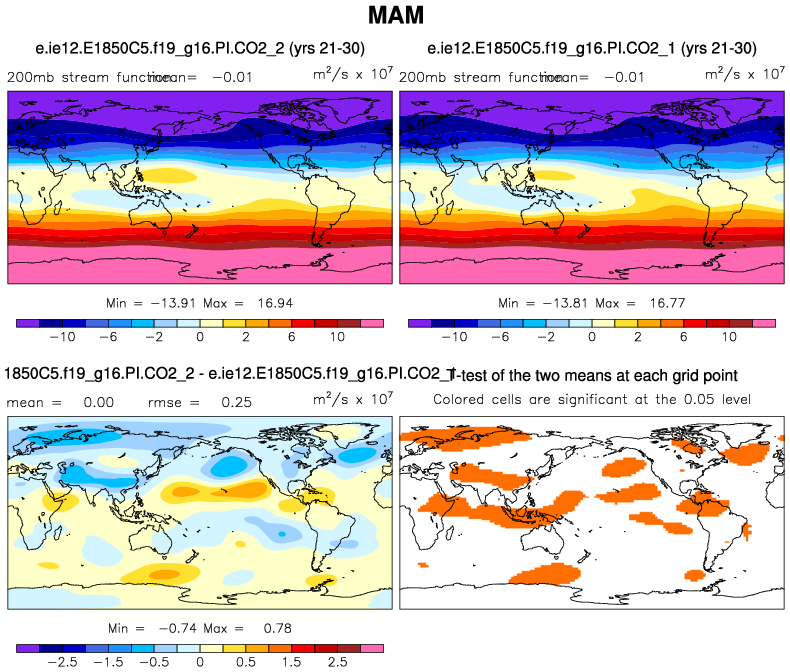 MAM
e.ie12.E1850C5.f19_g16.PI.CO2_2 (yrs 21-30)
e.ie12.E1850C5.f19_g16.PI.CO2_1 (yrs 21-30)
200mb stream function mean= −0.01 m²/s x 10⁷
200mb stream function mean= −0.01 m²/s x 10⁷
Min = −13.91 Max = 16.94
Min = −13.81 Max = 16.77
−10 −6 −2 0 2 6 10
−10 −6 −2 0 2 6 10
1850C5.f19_g16.PI.CO2_2 - e.ie12.E1850C5.f19_g16.PI.CO2_1
T-test of the two means at each grid point
mean = 0.00 rmse = 0.25 m²/s x 10⁷
Colored cells are significant at the 0.05 level
Min = −0.74 Max = 0.78
−2.5 −1.5 −0.5 0 0.5 1.5 2.5